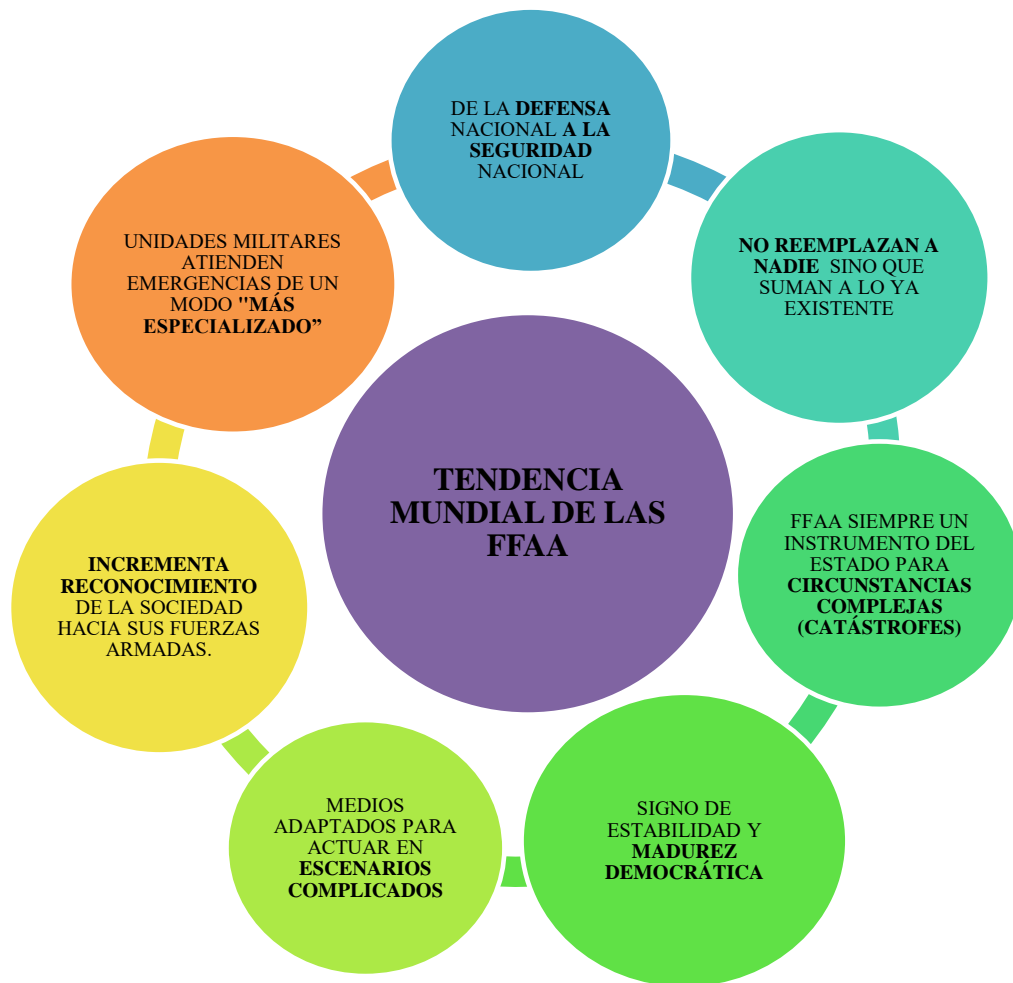 DE LA DEFENSA
NACIONAL A LA
SEGURIDAD
NACIONAL
NO REEMPLAZAN A
NADIE SINO QUE
SUMAN A LO YA
EXISTENTE
FFAA SIEMPRE UN
INSTRUMENTO DEL
ESTADO PARA
CIRCUNSTANCIAS
COMPLEJAS
(CATÁSTROFES)
SIGNO DE
ESTABILIDAD Y
MADUREZ
DEMOCRÁTICA
MEDIOS
ADAPTADOS PARA
ACTUAR EN
ESCENARIOS
COMPLICADOS
INCREMENTA
RECONOCIMIENTO
DE LA SOCIEDAD
HACIA SUS FUERZAS
ARMADAS.
UNIDADES MILITARES
ATIENDEN
EMERGENCIAS DE UN
MODO "MÁS
ESPECIALIZADO”
TENDENCIA
MUNDIAL DE LAS
FFAA